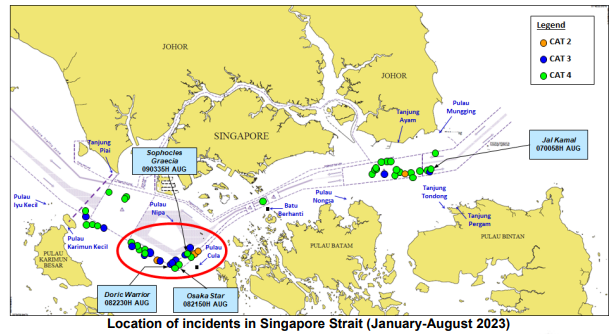 Legend
CAT 2
CAT 3
CAT 4
JOHOR
JOHOR
SINGAPORE
Tanjung
Piai
Sophocles
Graecia
090335H AUG
Tanjung
Ayam
Pulau
Mungging
Jal Kamal
070058H AUG
Pulau
Iyu Kecil
Pulau
Nipa
Batu
Berhanti
Pulau
Nongsa
Tanjung
Tondong
Tanjung
Pergam
Pulau
Karimun Kecil
PULAU
KARIMUN
BESAR
Pulau
Cula
PULAU BATAM
PULAU BINTAN
Doric Warrior
082230H AUG
Osaka Star
082150H AUG
Location of incidents in Singapore Strait (January-August 2023)